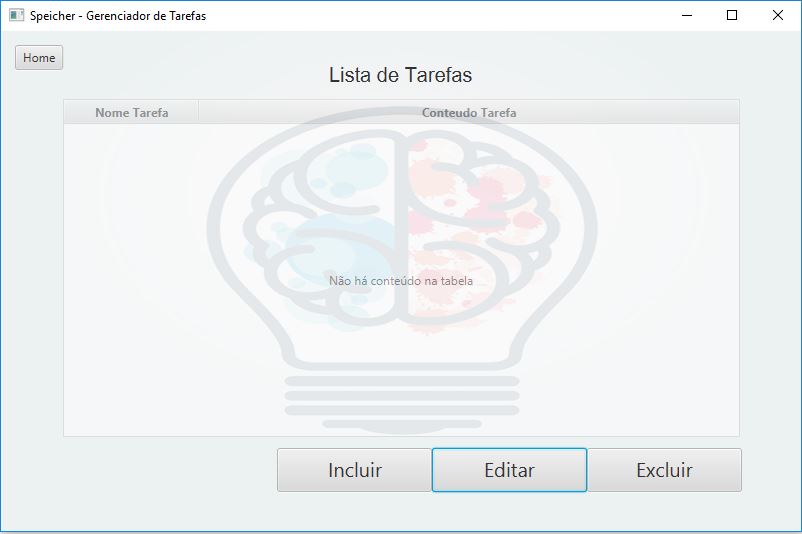 Speicher - Gerenciador de Tarefas
Home
Lista de Tarefas
Nome Tarefa Conteudo Tarefa
Não há conteúdo na tabela
Incluir Editar Excluir